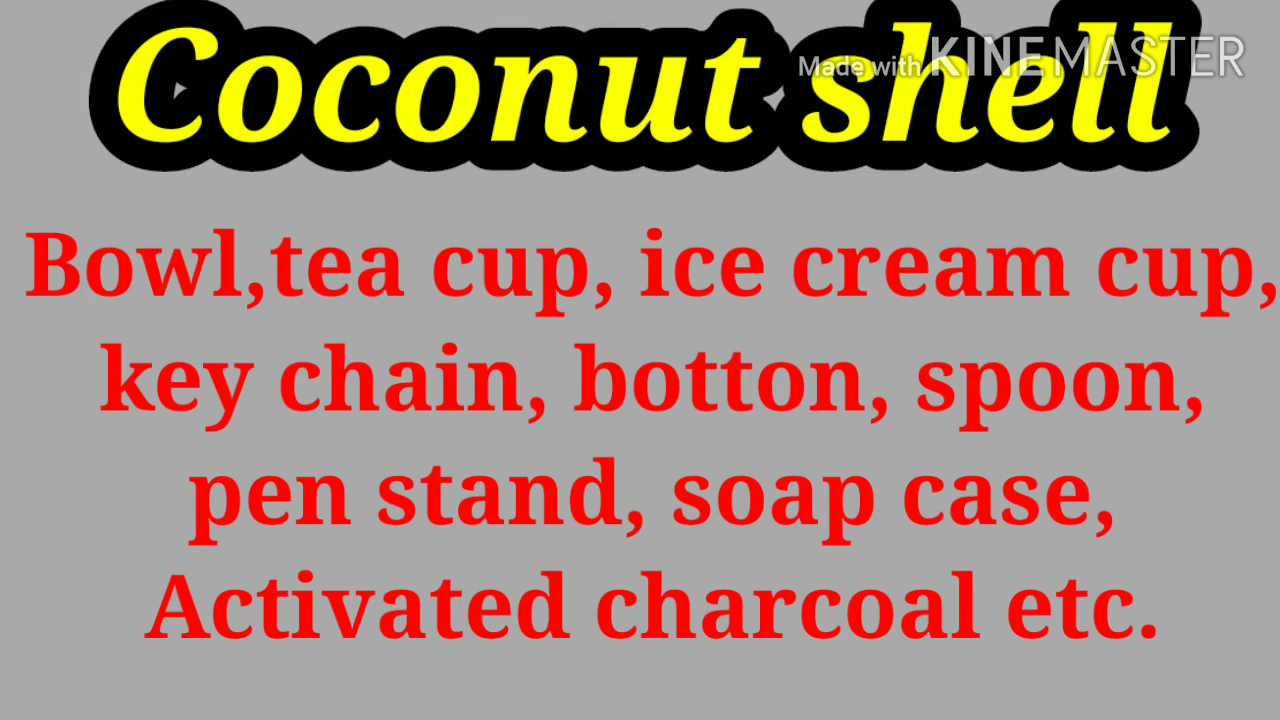 Coconut shell
Made with KINEMASTER
Bowl,tea cup, ice cream cup,
key chain, botton, spoon,
pen stand, soap case,
Activated charcoal etc.